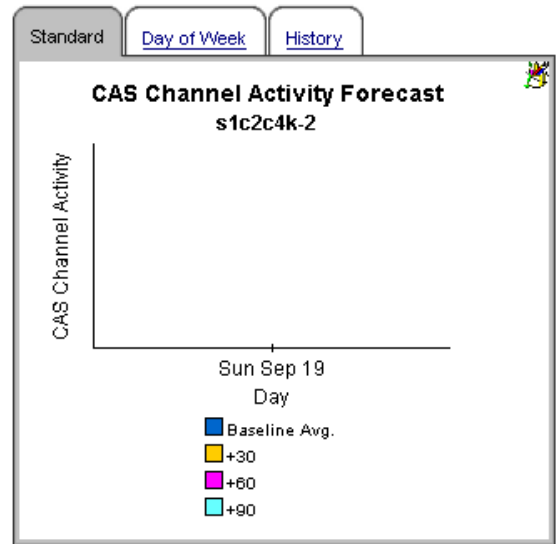 Standard
Day of Week
History
CAS Channel Activity Forecast
s1c2c4k-2
CAS Channel Activity
Sun Sep 19
Day
Baseline Avg.
+30
+60
+90